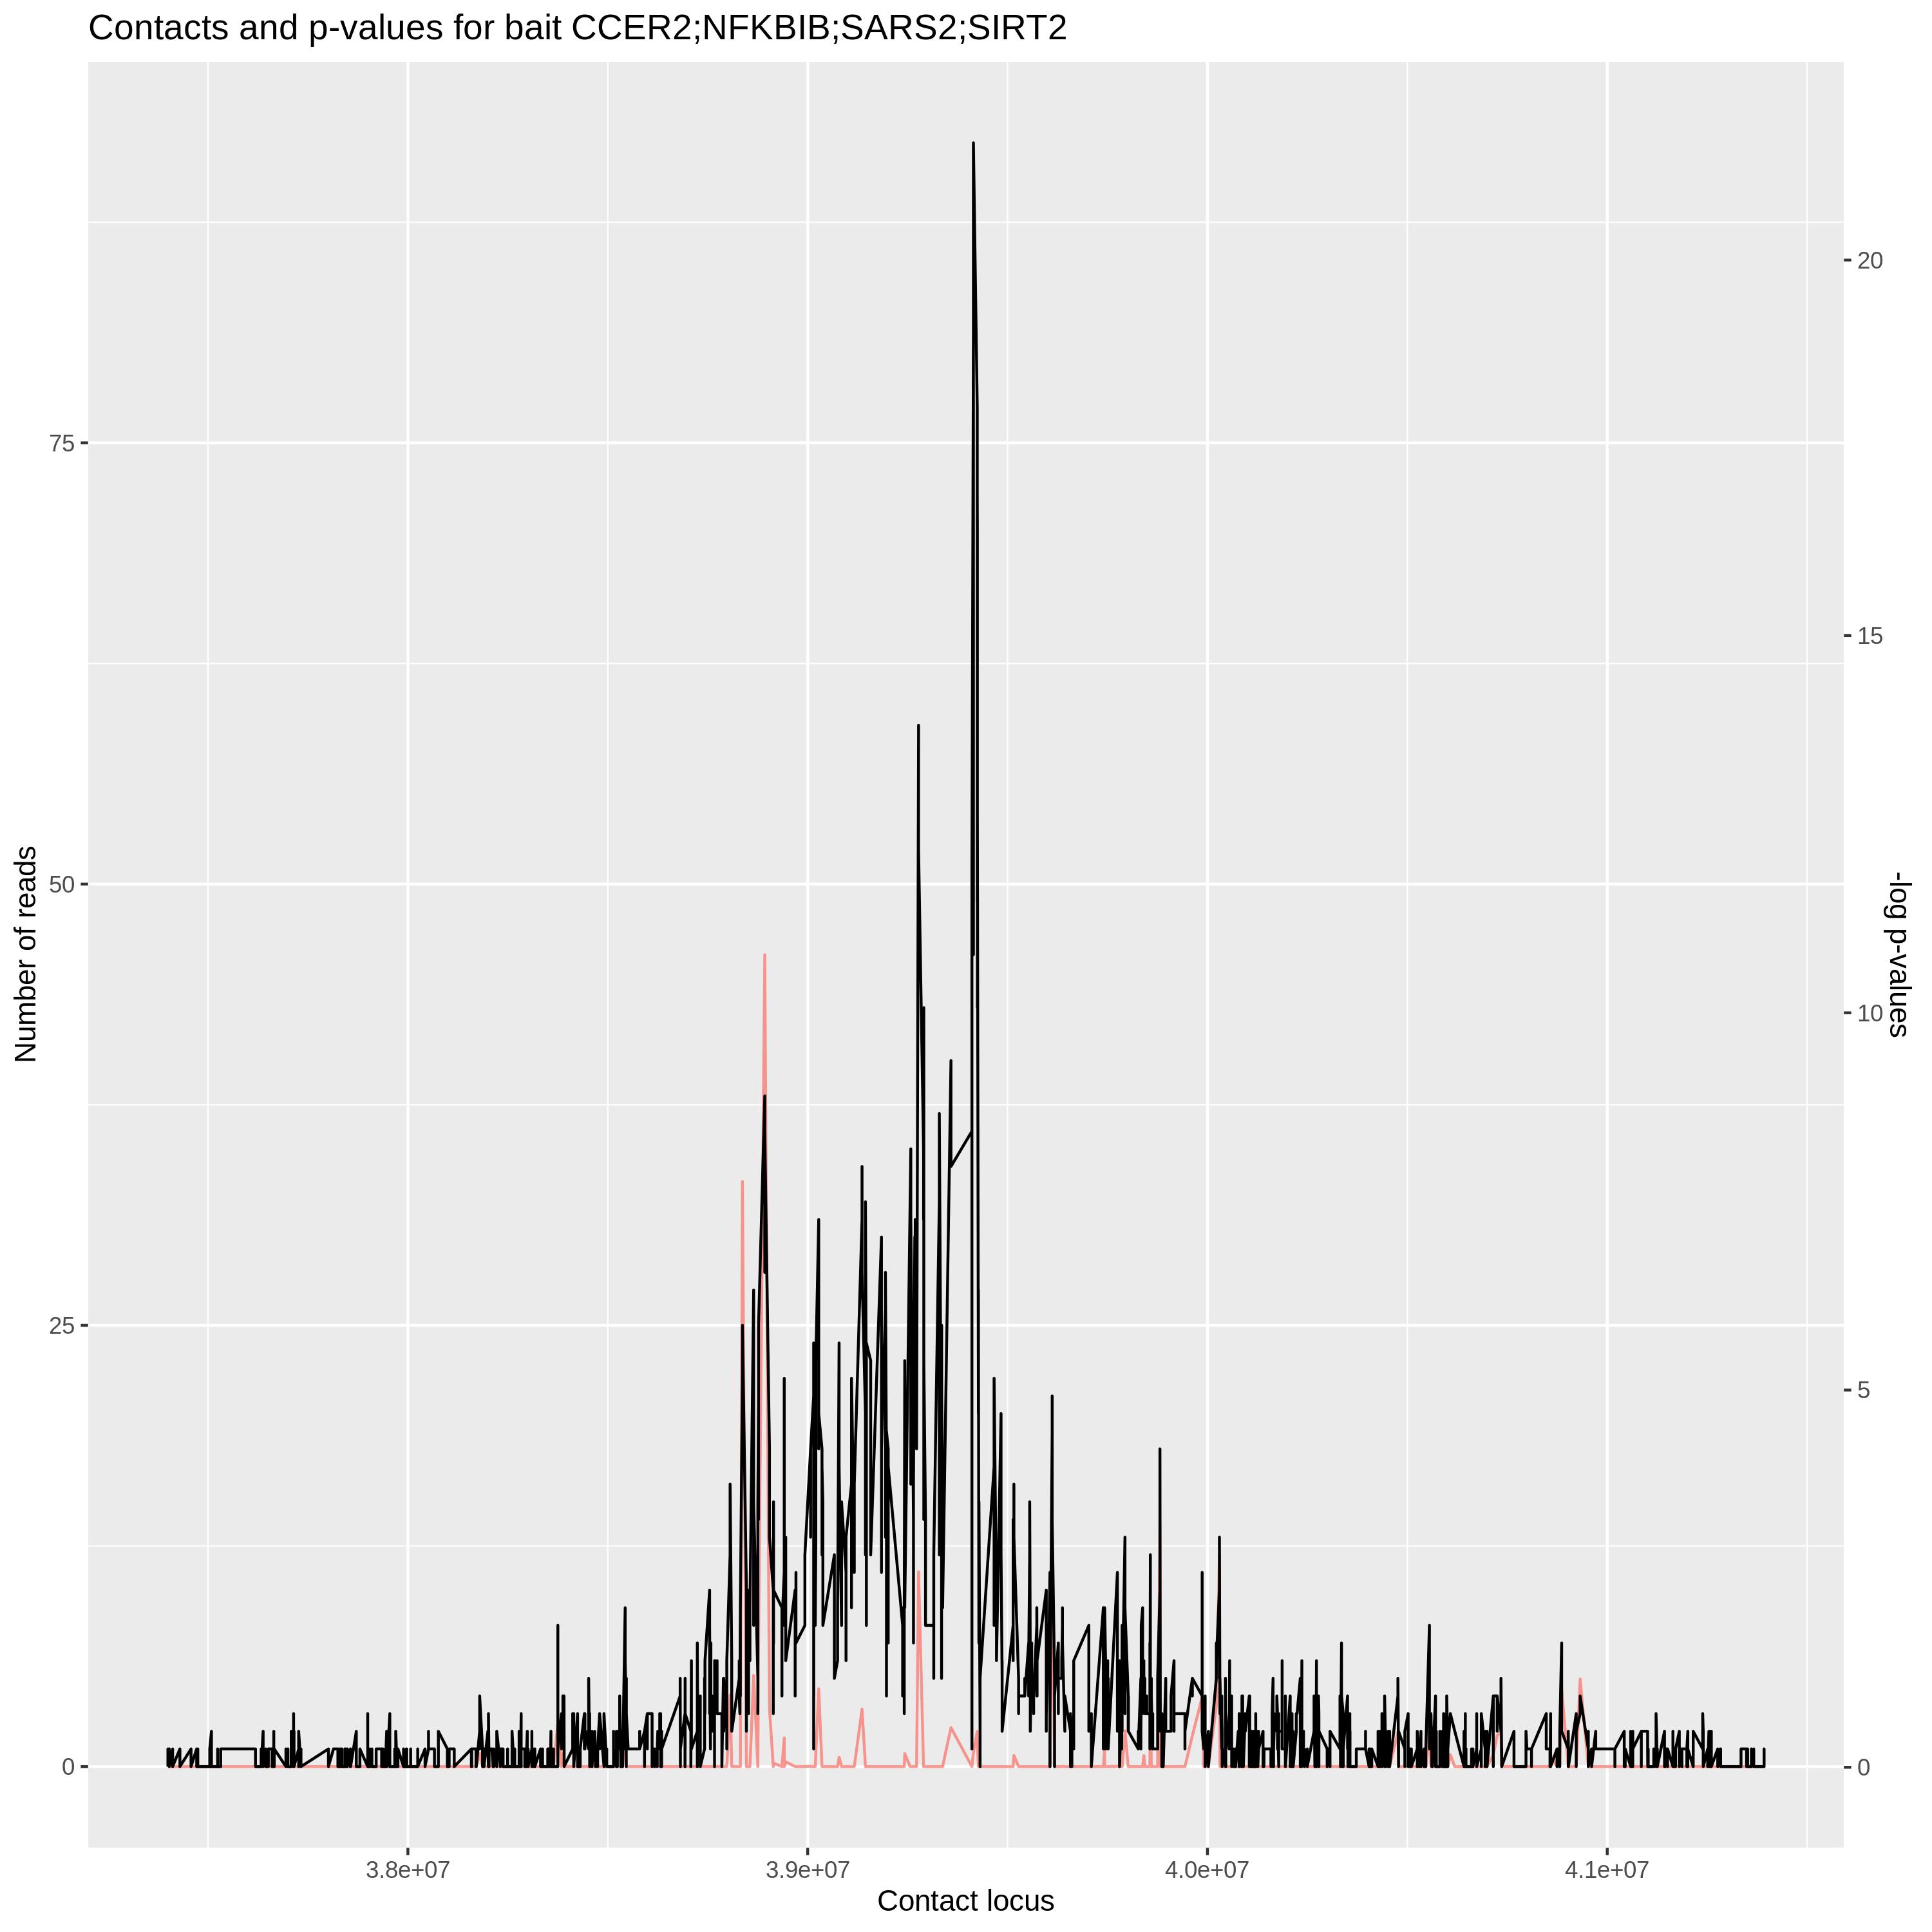 Contacts and p-values for bait CCER2;NFKBIB;SARS2;SIRT2
Number of reads
75
50
25
0
20
15
10
5
0
-log p-values
3.8e+07
3.9e+07
4.0e+07
4.1e+07
Contact locus